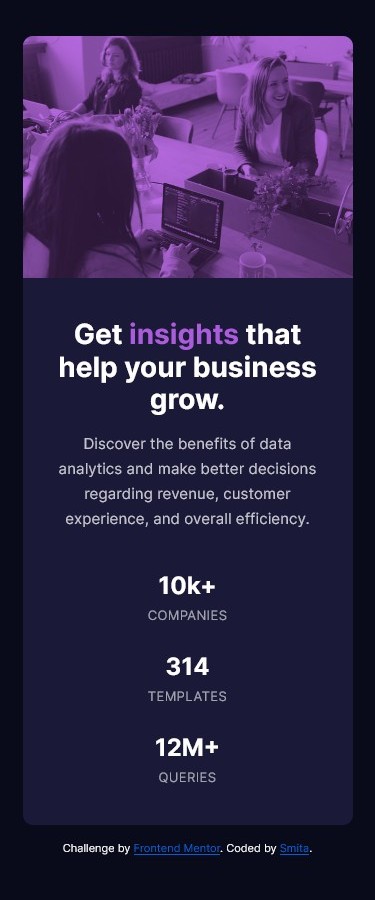 Get insights that
help your business
grow.
Discover the benefits of data
analytics and make better decisions
regarding revenue, customer
experience, and overall efficiency.
10k+
COMPANIES
314
TEMPLATES
12M+
QUERIES
Challenge by Frontend Mentor. Coded by Smita.